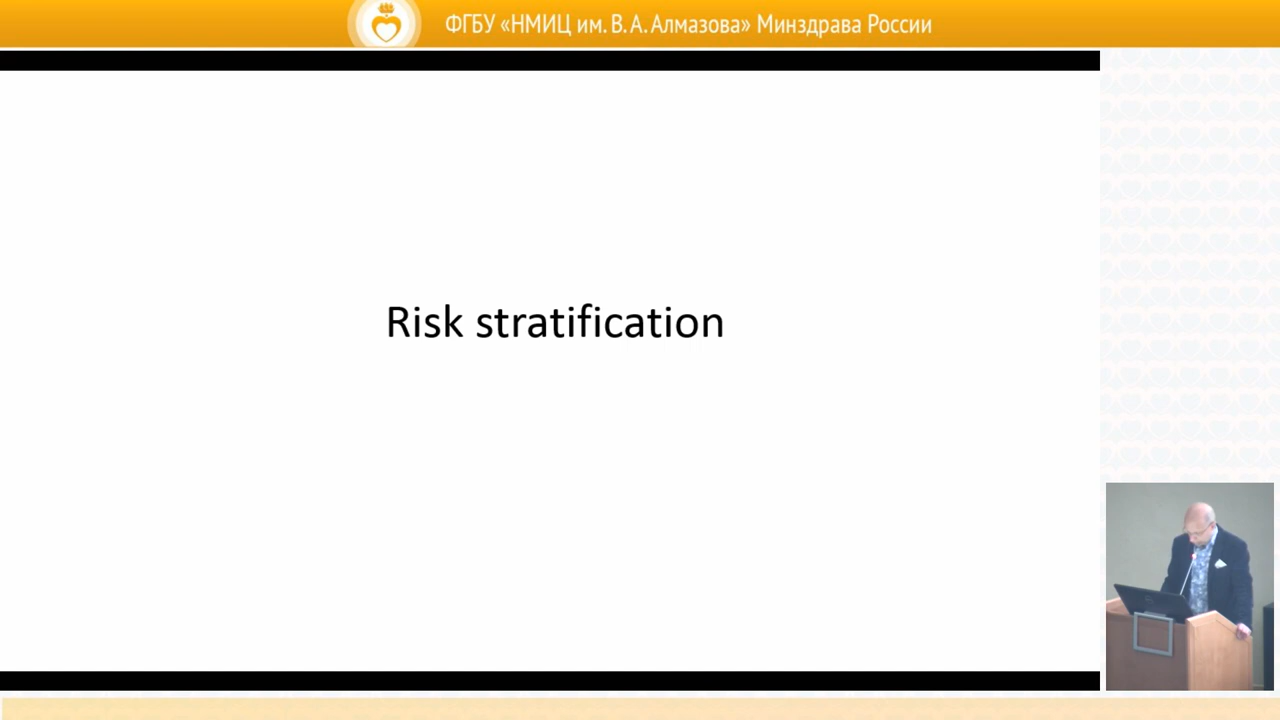 ФГБУ «НМИЦ им. В. А. Алмазова» Минздрава России
Risk stratification